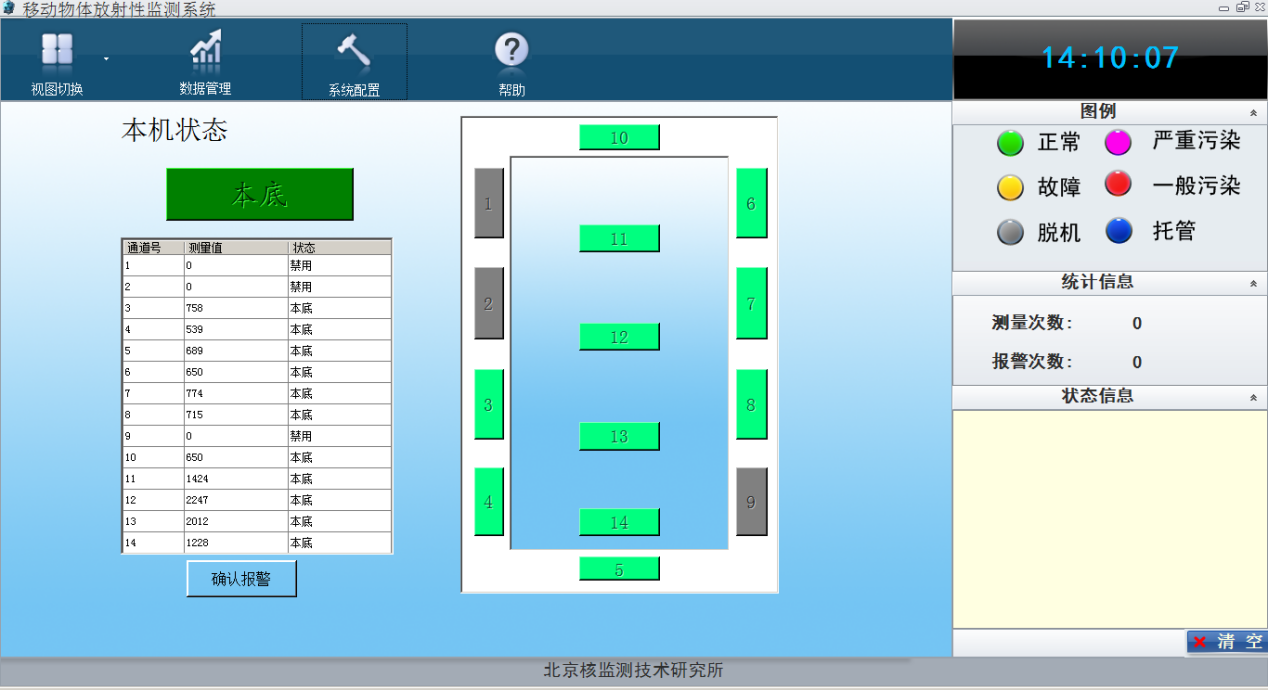 移动物体放射性监测系统
视图切换
数据管理
系统配置
帮助
14:10:07
本机状态
本底
通道号 测量值 状态
1 0 禁用
2 0 禁用
3 758 本底
4 539 本底
5 689 本底
6 650 本底
7 774 本底
8 715 本底
9 0 禁用
10 650 本底
11 1424 本底
12 2247 本底
13 2012 本底
14 1228 本底
确认报警
10
1
6
11
2
7
12
3
8
13
4
9
14
5
图例
正常 严重污染
故障 一般污染
脱机 托管
统计信息
测量次数: 0
报警次数: 0
状态信息
清 空
北京核监测技术研究所